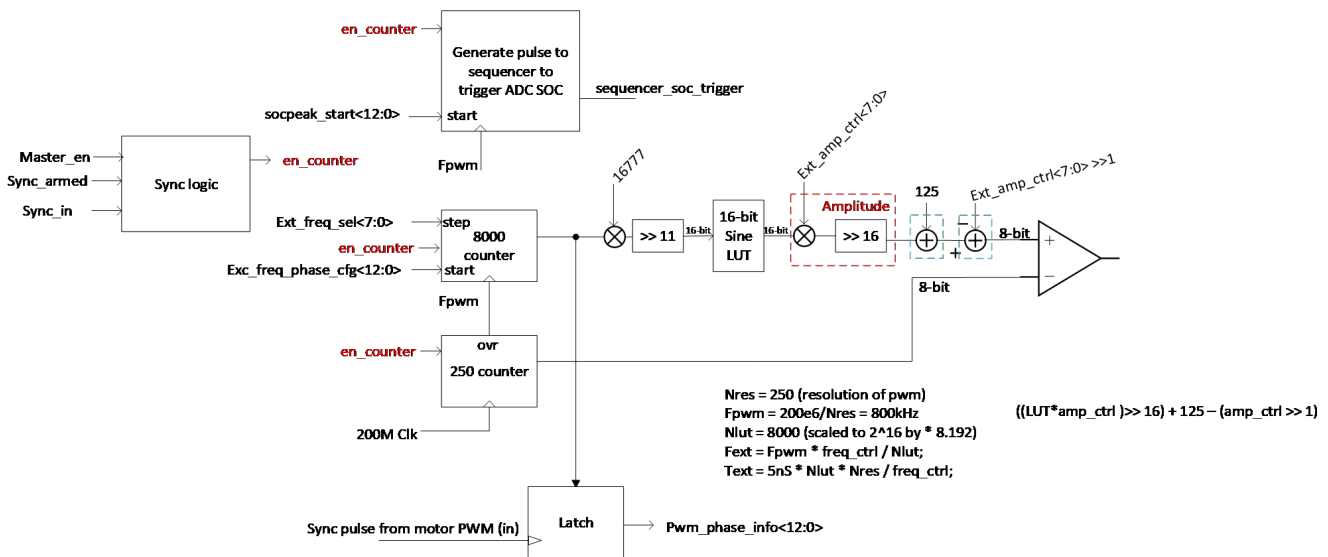 en_counter
Generate pulse to
sequencer to
trigger ADC SOC
sequencer_soc_trigger
socpeak_start<12:0>
start
Fpwm
Master_en
Sync_armed
Sync_in
Sync logic
en_counter
16777
Ext_amp_ctrl<7:0>
Ext_amp_ctrl<7:0> >>1
Ext_freq_sel<7:0>
step
en_counter
8000
counter
Exc_freq_phase_cfg<12:0>
start
Fpwm
>> 11
16-bit
16-bit
Sine
LUT
16-bit
Amplitude
>> 16
125
+
−
+
+
8-bit
+
−
8-bit
en_counter
ovr
250 counter
200M Clk
Nres = 250 (resolution of pwm)
Fpwm = 200e6/Nres = 800kHz
Nlut = 8000 (scaled to 2^16 by * 8.192)
Fext = Fpwm * freq_ctrl / Nlut;
Text = 5nS * Nlut * Nres / freq_ctrl;
((LUT*amp_ctrl )>> 16) + 125 – (amp_ctrl >> 1)
Sync pulse from motor PWM (in)
Latch
Pwm_phase_info<12:0>